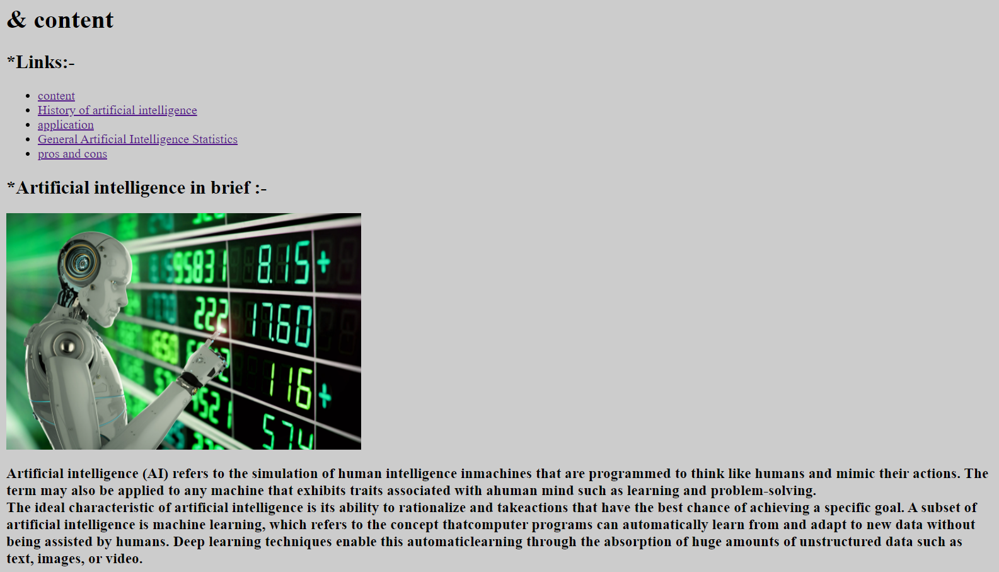 & content
*Links:-
content
History of artificial intelligence
application
General Artificial Intelligence Statistics
pros and cons
*Artificial intelligence in brief :-
95831 8.15+
222 17.60
650
116+
4521
574
Artificial intelligence (AI) refers to the simulation of human intelligence inmachines that are programmed to think like humans and mimic their actions. The
term may also be applied to any machine that exhibits traits associated with ahuman mind such as learning and problem-solving.
The ideal characteristic of artificial intelligence is its ability to rationalize and takeactions that have the best chance of achieving a specific goal. A subset of
artificial intelligence is machine learning, which refers to the concept thatcomputer programs can automatically learn from and adapt to new data without
being assisted by humans. Deep learning techniques enable this automaticlearning through the absorption of huge amounts of unstructured data such as
text, images, or video.